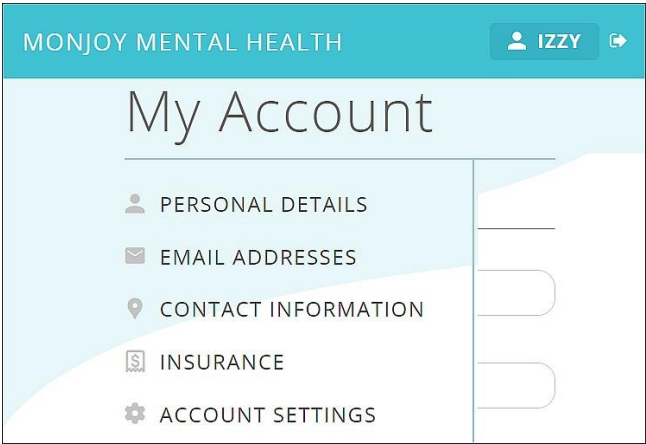 MONJOY MENTAL HEALTH
IZZY
My Account
PERSONAL DETAILS
EMAIL ADDRESSES
CONTACT INFORMATION
INSURANCE
ACCOUNT SETTINGS